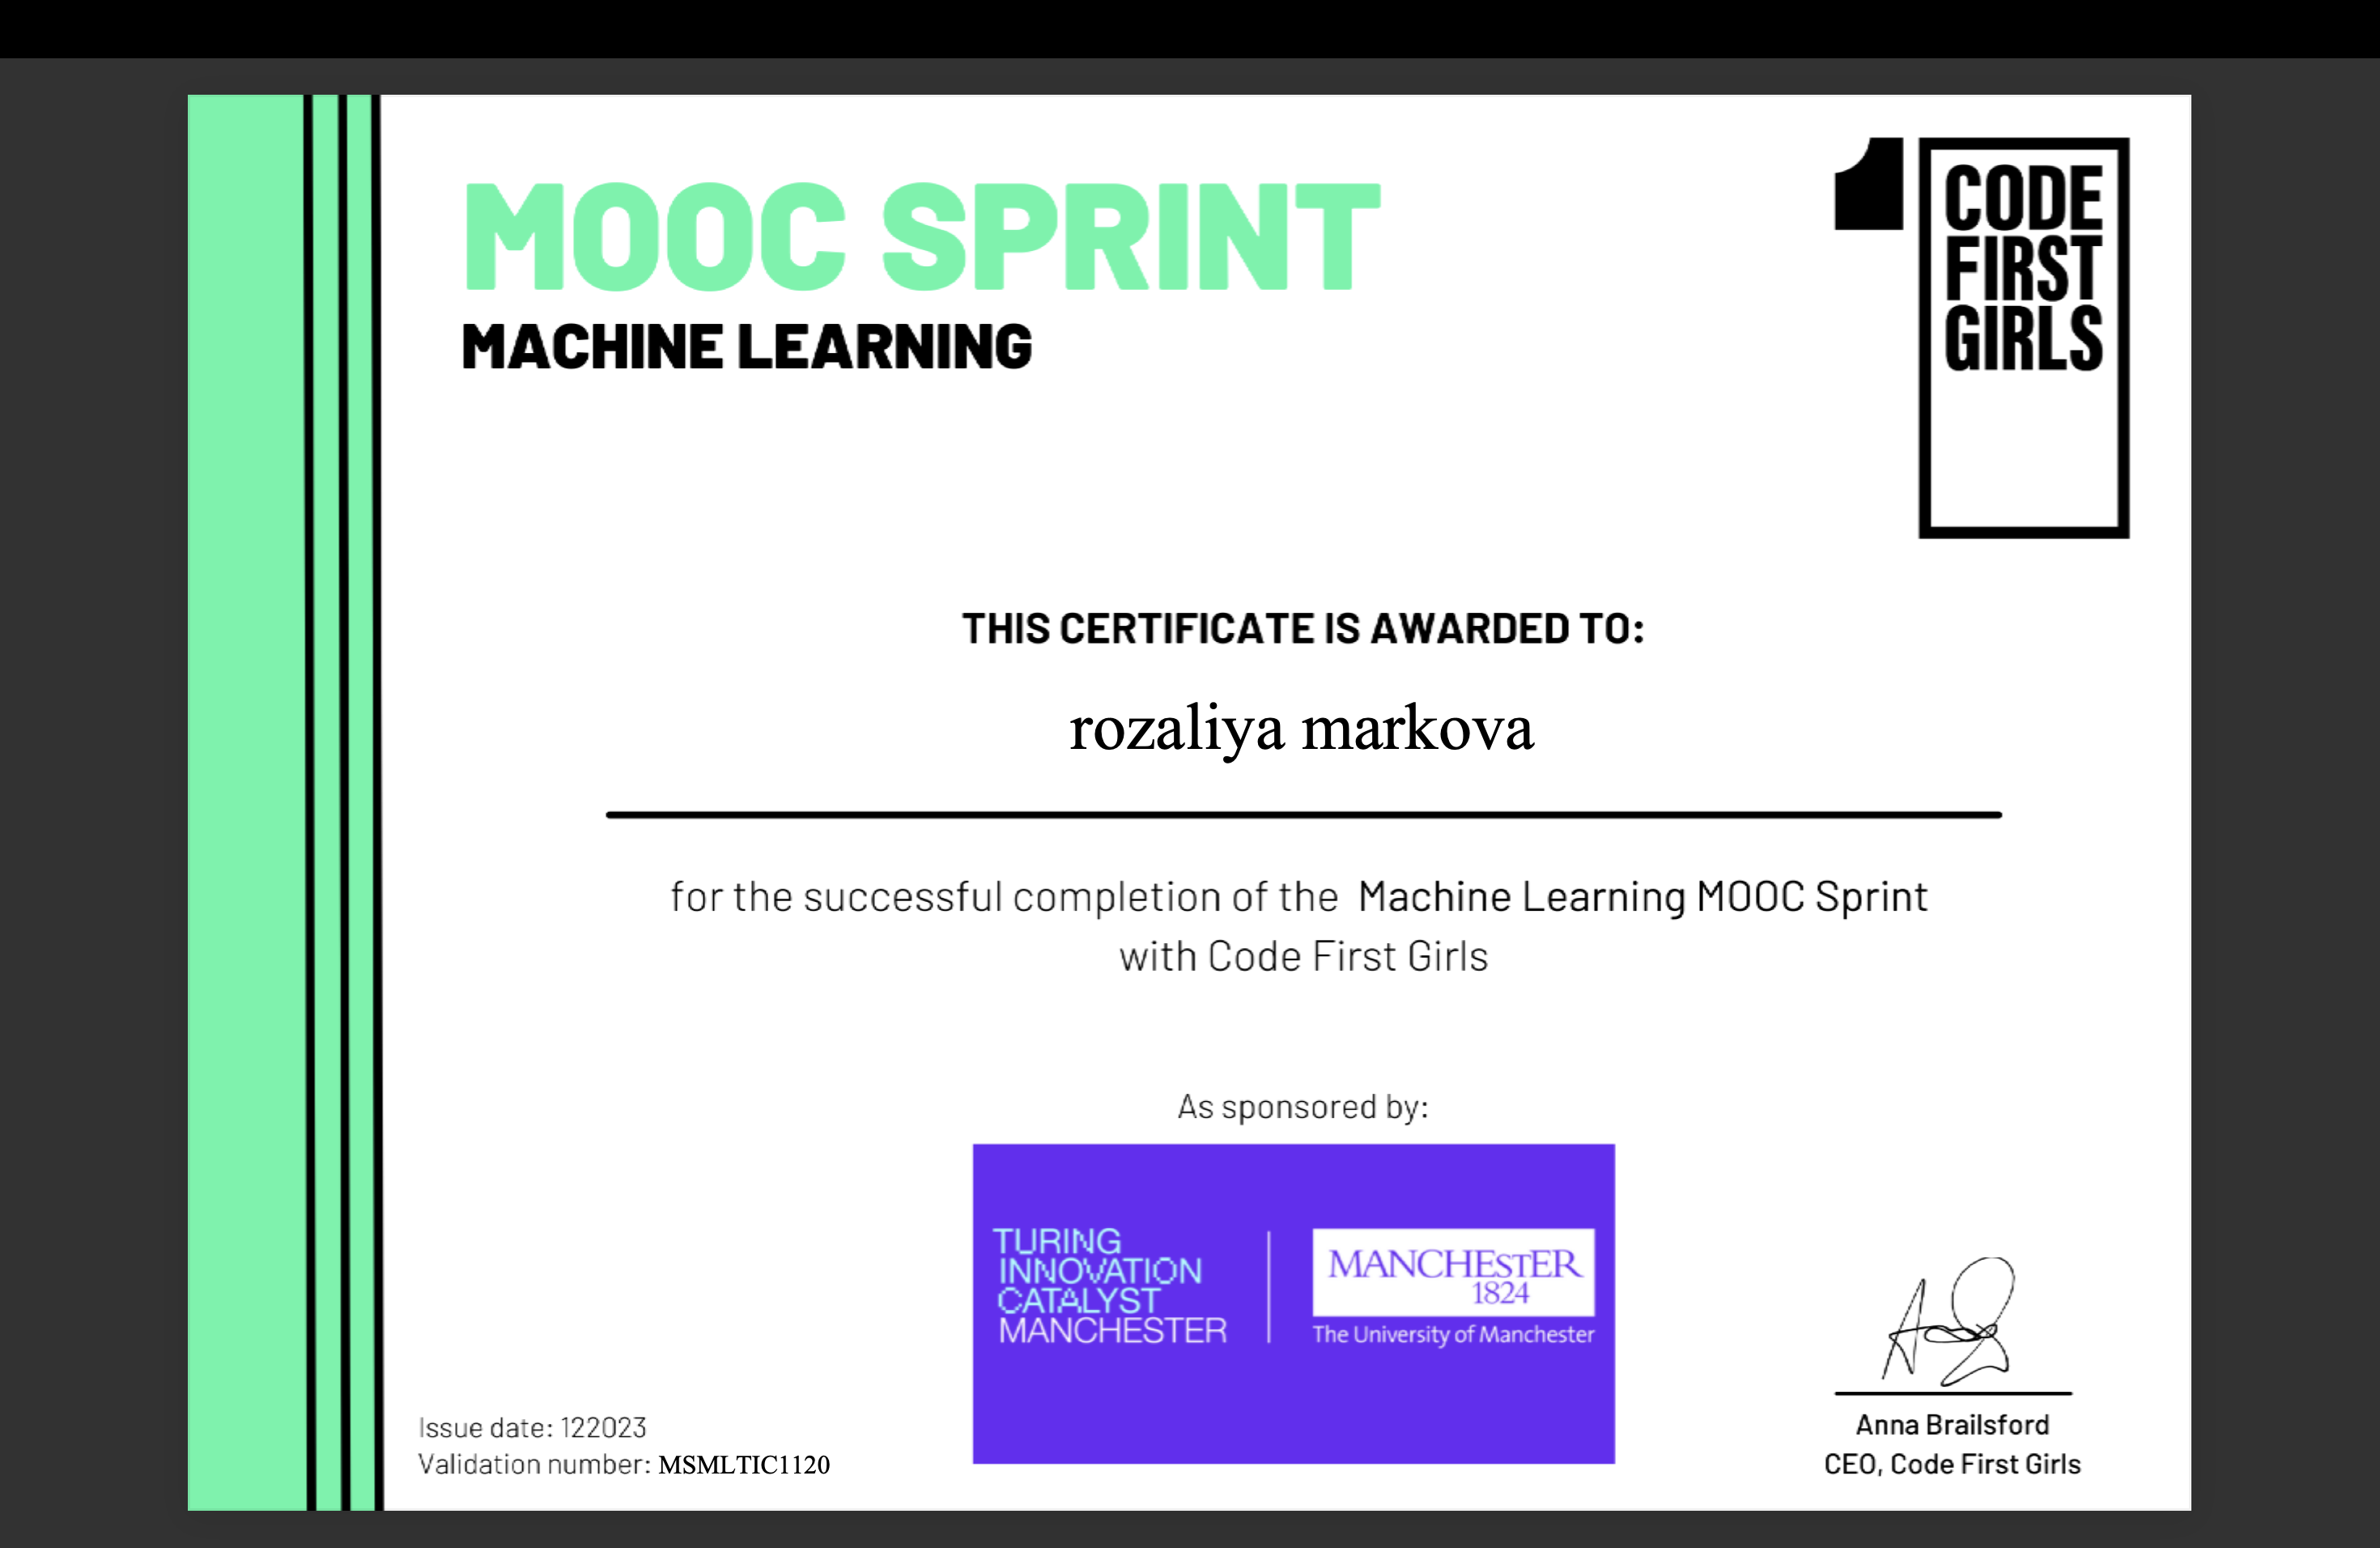 MOOC SPRINT
MACHINE LEARNING
1
CODE
FIRST
GIRLS
THIS CERTIFICATE IS AWARDED TO:
rozaliya markova
for the successful completion of the Machine Learning MOOC Sprint
with Code First Girls
As sponsored by:
TURING
INNOVATION
CATALYST
MANCHESTER
MANCHESTER
1824
The University of Manchester
Issue date: 122023
Validation number: MSMLTIC1120
Anna Brailsford
CEO, Code First Girls